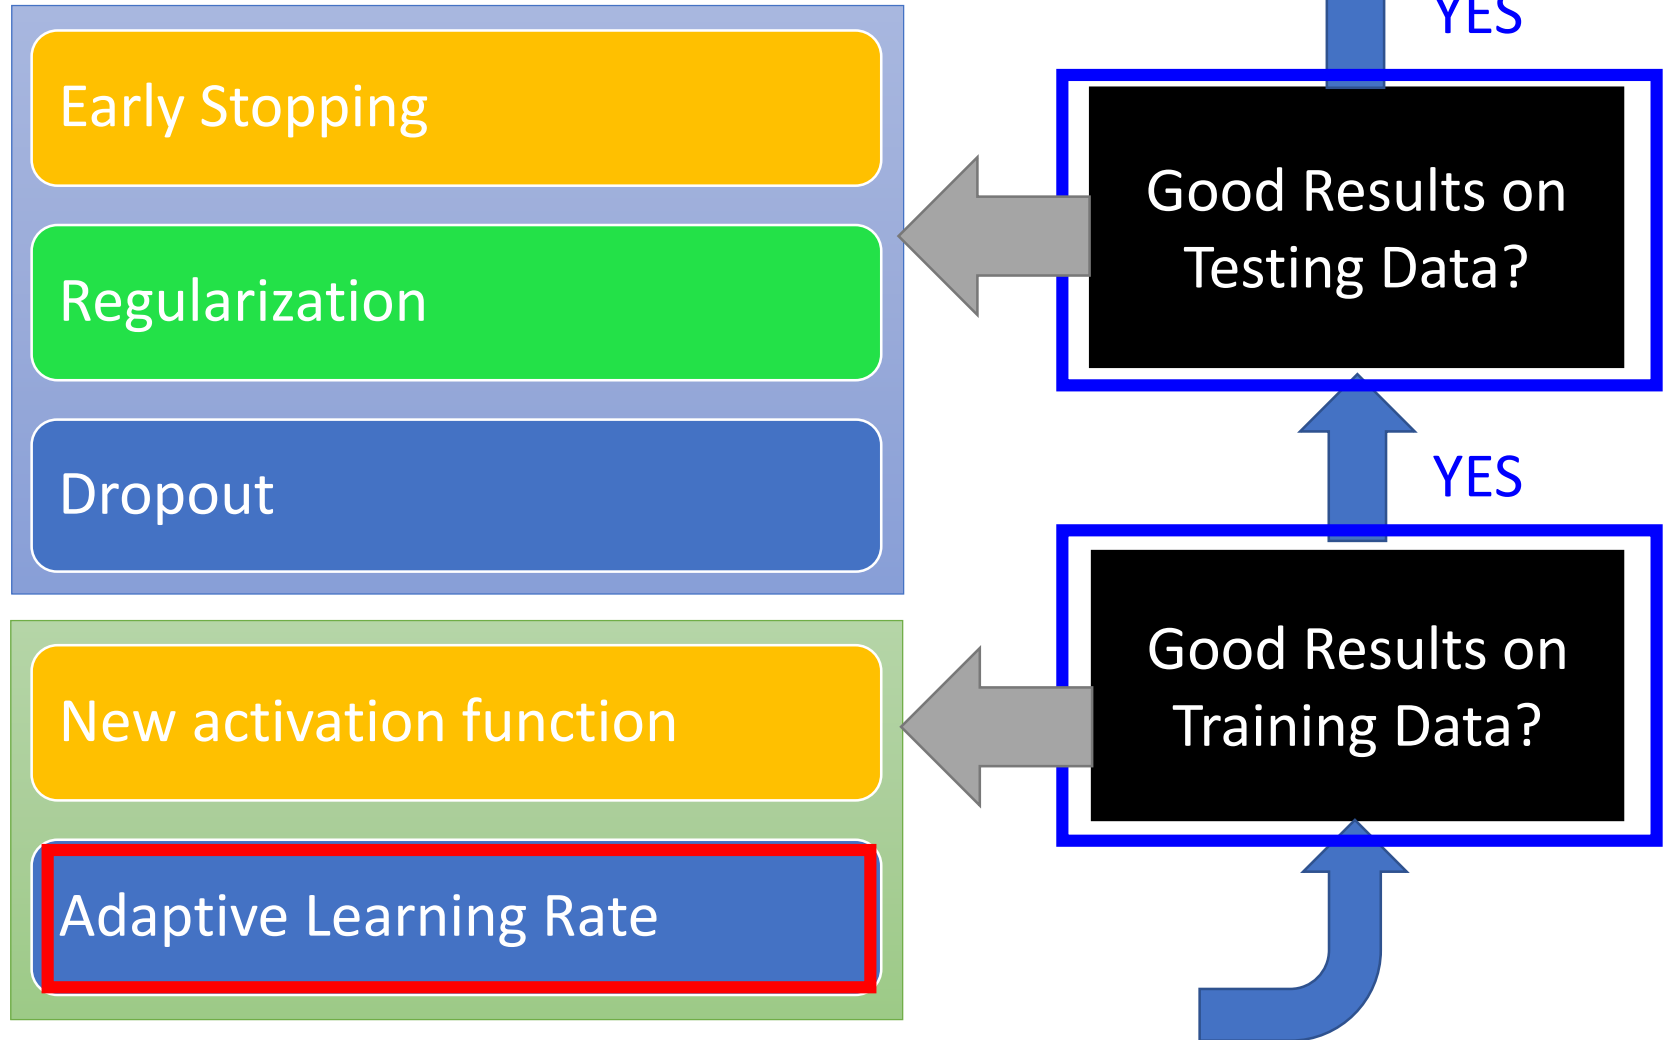 YES
Early Stopping
Good Results on
Testing Data?
Regularization
YES
Dropout
Good Results on
Training Data?
New activation function
Adaptive Learning Rate